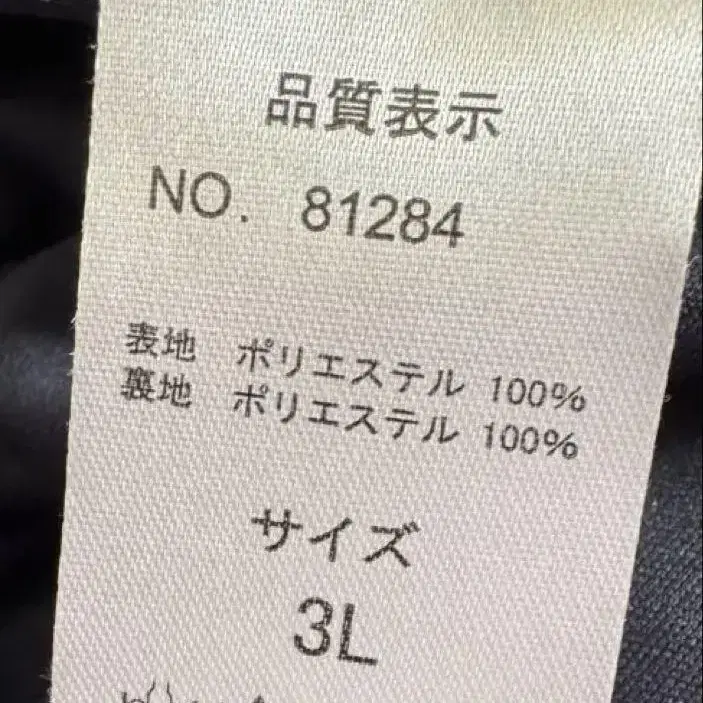 品質表示
NO. 81284
表地 ポリエステル 100%
裏地 ポリエステル 100%
サイズ
3L